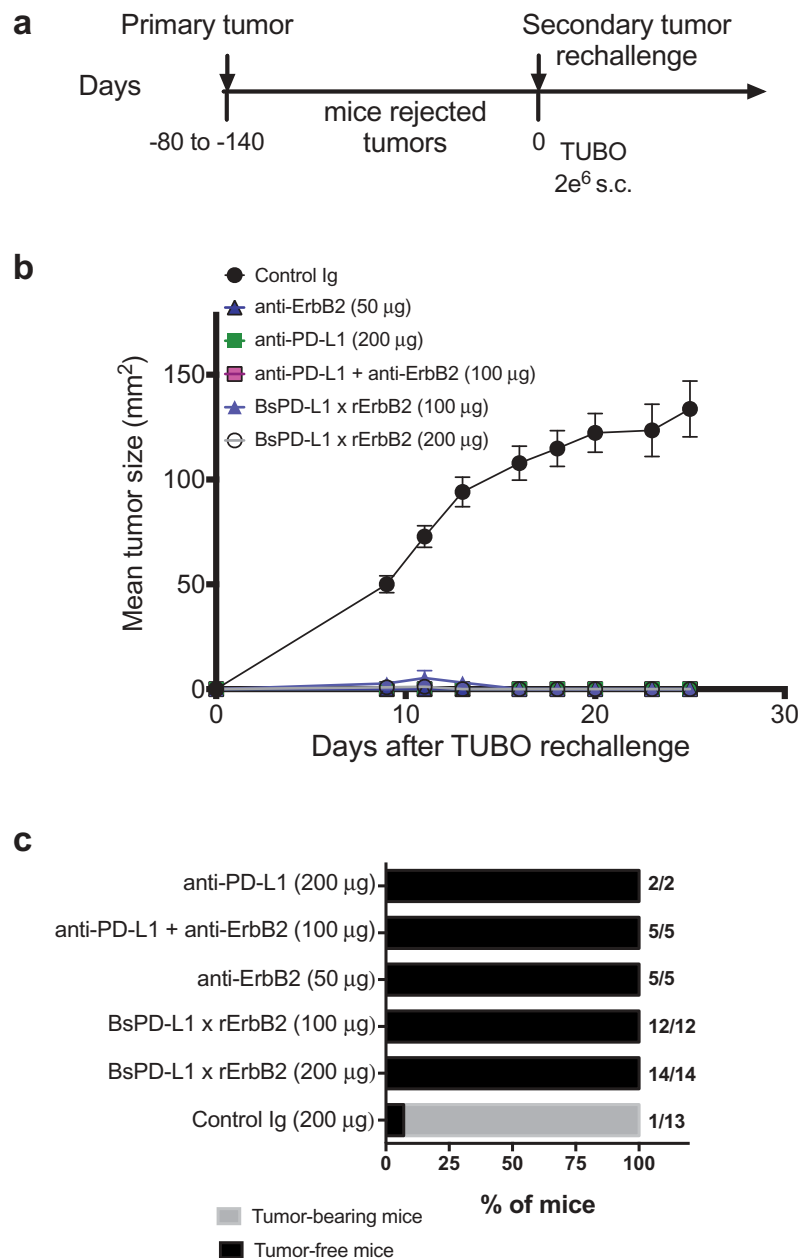 a
Primary tumor
Secondary tumor
rechallenge
Days
mice rejected
tumors
-80 to -140
0
TUBO
2e⁶ s.c.
b
Control Ig
anti-ErbB2 (50 µg)
anti-PD-L1 (200 µg)
anti-PD-L1 + anti-ErbB2 (100 µg)
BsPD-L1 x rErbB2 (100 µg)
BsPD-L1 x rErbB2 (200 µg)
Mean tumor size (mm²)
150
100
50
0
0 10 20 30
Days after TUBO rechallenge
c
anti-PD-L1 (200 µg) 2/2
anti-PD-L1 + anti-ErbB2 (100 µg) 5/5
anti-ErbB2 (50 µg) 5/5
BsPD-L1 x rErbB2 (100 µg) 12/12
BsPD-L1 x rErbB2 (200 µg) 14/14
Control Ig (200 µg) 1/13
0 25 50 75 100
% of mice
Tumor-bearing mice
Tumor-free mice